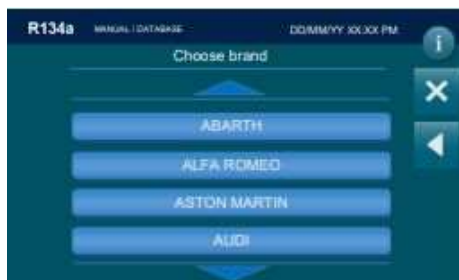 R134a MANUAL / DATABASE DD/MM/YY XX.XX PM
Choose brand
ABARTH
ALFA ROMEO
ASTON MARTIN
AUDI